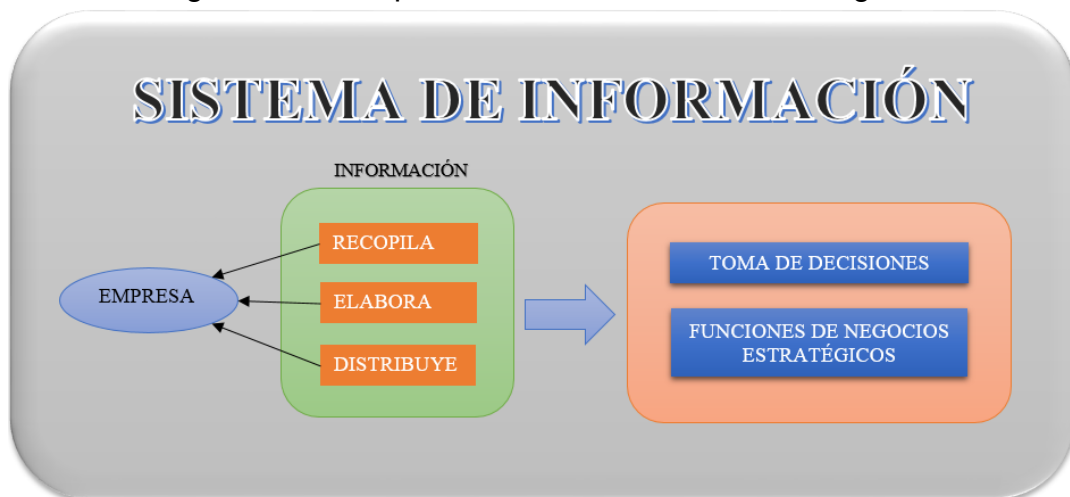 SISTEMA DE INFORMACIÓN
INFORMACIÓN
RECOPILA
EMPRESA
ELABORA
DISTRIBUYE
TOMA DE DECISIONES
FUNCIONES DE NEGOCIOS
ESTRATÉGICOS